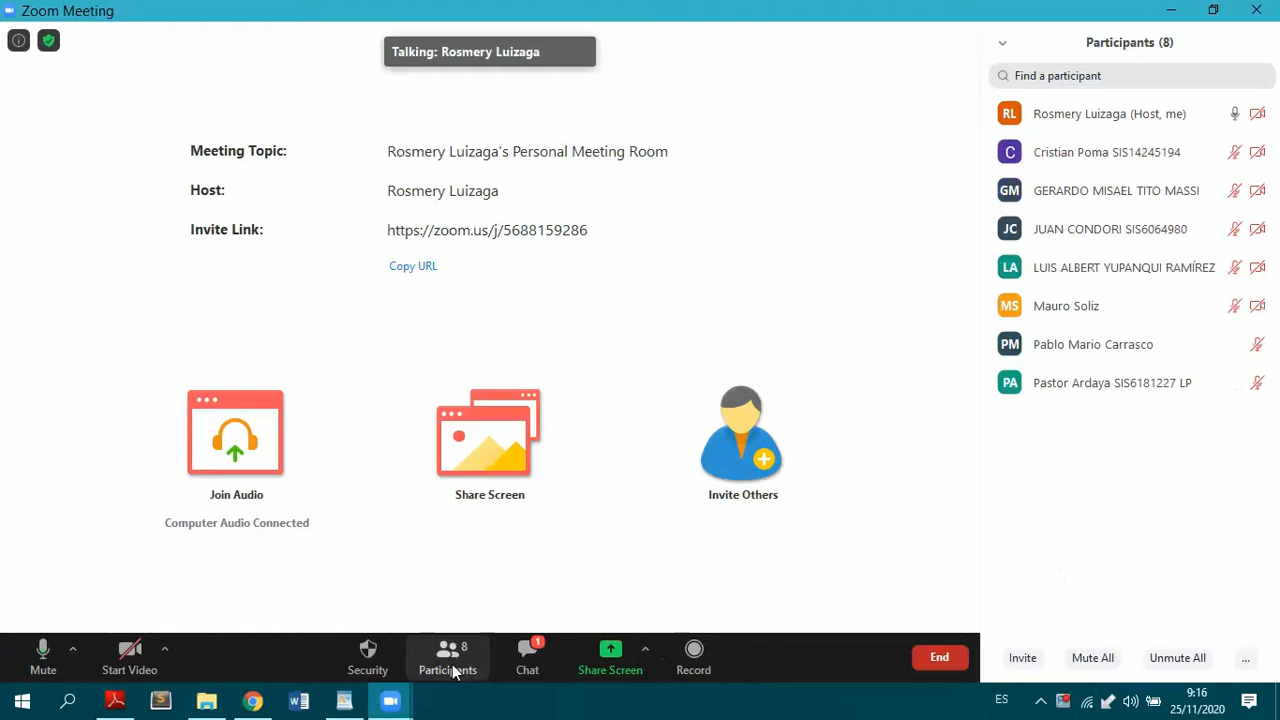 Zoom Meeting
Talking: Rosmery Luizaga
Meeting Topic: Rosmery Luizaga's Personal Meeting Room
Host: Rosmery Luizaga
Invite Link: https://zoom.us/j/5688159286
Copy URL
Join Audio
Computer Audio Connected
Share Screen
Invite Others
Participants (8)
Find a participant
RL Rosmery Luizaga (Host, me)
C Cristian Poma SIS14245194
GM GERARDO MISAEL TITO MASSI
JC JUAN CONDORI SIS6064980
LA LUIS ALBERT YUPANQUI RAMÍREZ
MS Mauro Soliz
PM Pablo Mario Carrasco
PA Pastor Ardaya SIS6181227 LP
Invite Mute All Unmute All ...
Mute
Start Video
Security
8
Participants
1
Chat
Share Screen
Record
End
ES
9:16
25/11/2020